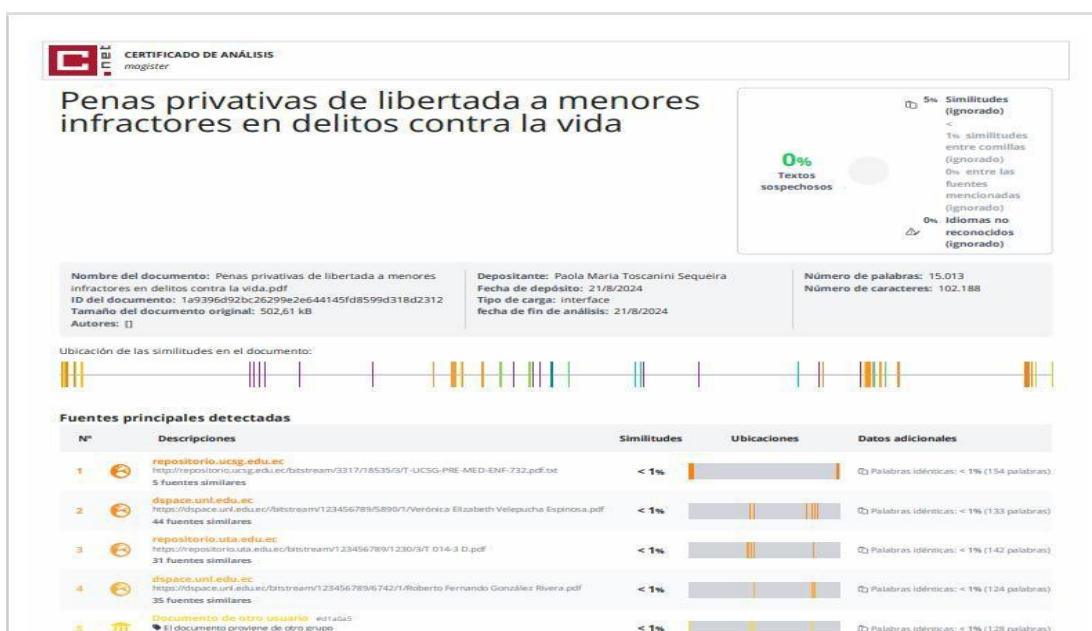 C .net
CERTIFICADO DE ANÁLISIS
magister
Penas privativas de libertada a menores
infractores en delitos contra la vida
0%
Textos
sospechosos
5% Similitudes
(ignorado)
<
1% similitudes
entre comillas
(ignorado)
0% entre las
fuentes
mencionadas
(ignorado)
0% Idiomas no
reconocidos
(ignorado)
Nombre del documento: Penas privativas de libertada a menores
infractores en delitos contra la vida.pdf
ID del documento: 1a9396d92bc26299e2e644145fd8599d318d2312
Tamaño del documento original: 502,61 kB
Autores: []
Depositante: Paola Maria Toscanini Sequeira
Fecha de depósito: 21/8/2024
Tipo de carga: interface
fecha de fin de análisis: 21/8/2024
Número de palabras: 15.013
Número de caracteres: 102.188
Ubicación de las similitudes en el documento:
Fuentes principales detectadas
N° Descripciones Similitudes Ubicaciones Datos adicionales
repositorio.ucsg.edu.ec
1 http://repositorio.ucsg.edu.ec/bitstream/3317/18535/3/T-UCSG-PRE-MED-ENF-732.pdf.txt < 1% Palabras idénticas: < 1% (154 palabras)
5 fuentes similares
dspace.unl.edu.ec
2 https://dspace.unl.edu.ec//bitstream/123456789/5890/1/Verónica Elizabeth Velepucha Espinosa.pdf < 1% Palabras idénticas: < 1% (133 palabras)
44 fuentes similares
repositorio.uta.edu.ec
3 https://repositorio.uta.edu.ec/bitstream/123456789/1230/3/T 014-3 D.pdf < 1% Palabras idénticas: < 1% (142 palabras)
31 fuentes similares
dspace.unl.edu.ec
4 https://dspace.unl.edu.ec/bitstream/123456789/6742/1/Roberto Fernando González Rivera.pdf < 1% Palabras idénticas: < 1% (124 palabras)
35 fuentes similares
Documento de otro usuario #d1a0a5
5 El documento proviene de otro grupo < 1% Palabras idénticas: < 1% (128 palabras)